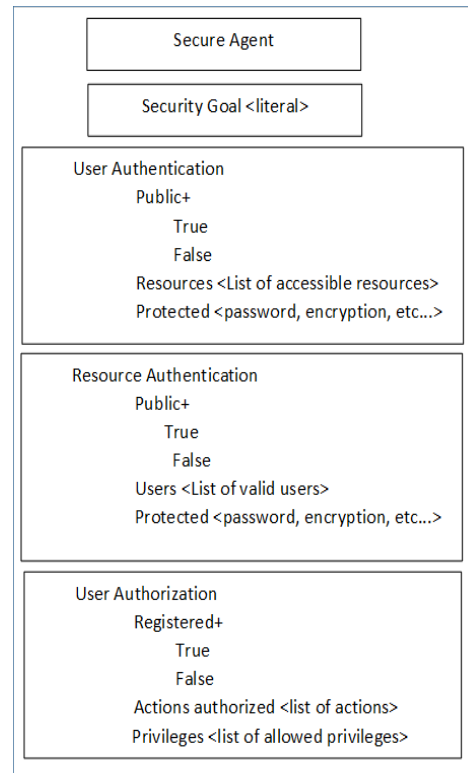 Secure Agent
Security Goal <literal>
User Authentication
Public+
True
False
Resources <List of accessible resources>
Protected <password, encryption, etc...>
Resource Authentication
Public+
True
False
Users <List of valid users>
Protected <password, encryption, etc...>
User Authorization
Registered+
True
False
Actions authorized <list of actions>
Privileges <list of allowed privileges>